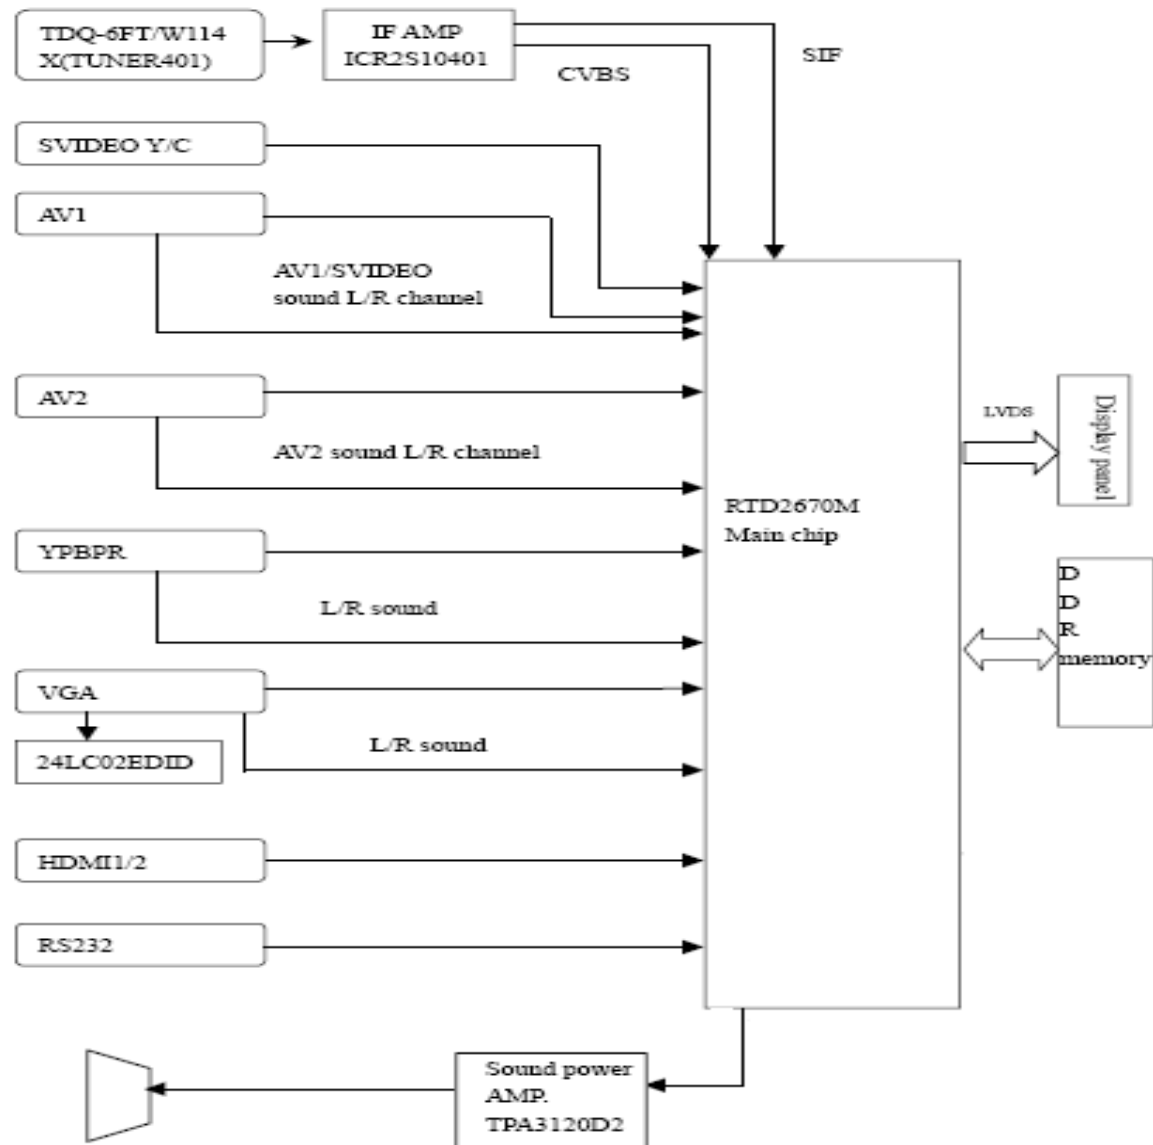 TDQ-6FT/W114
X(TUNER401)
IF AMP
ICR2S10401
SIF
CVBS
SVIDEO Y/C
AV1
AV1/SVIDEO
sound L/R channel
AV2
LVDS
Display panel
AV2 sound L/R channel
RTD2670M
Main chip
YPBPR
D
D
R
memory
L/R sound
VGA
L/R sound
24LC02EDID
HDMI1/2
RS232
Sound power
AMP.
TPA3120D2